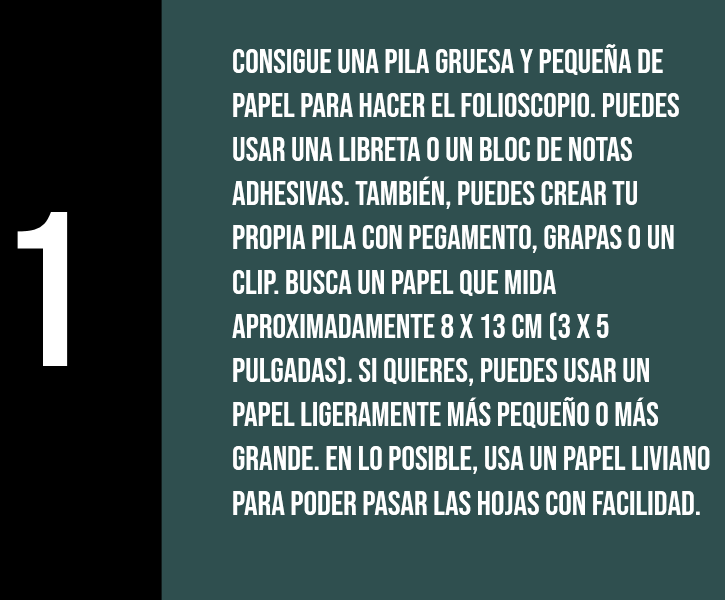 1
CONSIGUE UNA PILA GRUESA Y PEQUEÑA DE
PAPEL PARA HACER EL FOLIOSCOPIO. PUEDES
USAR UNA LIBRETA O UN BLOC DE NOTAS
ADHESIVAS. TAMBIÉN, PUEDES CREAR TU
PROPIA PILA CON PEGAMENTO, GRAPAS O UN
CLIP. BUSCA UN PAPEL QUE MIDA
APROXIMADAMENTE 8 X 13 CM (3 X 5
PULGADAS). SI QUIERES, PUEDES USAR UN
PAPEL LIGERAMENTE MÁS PEQUEÑO O MÁS
GRANDE. EN LO POSIBLE, USA UN PAPEL LIVIANO
PARA PODER PASAR LAS HOJAS CON FACILIDAD.